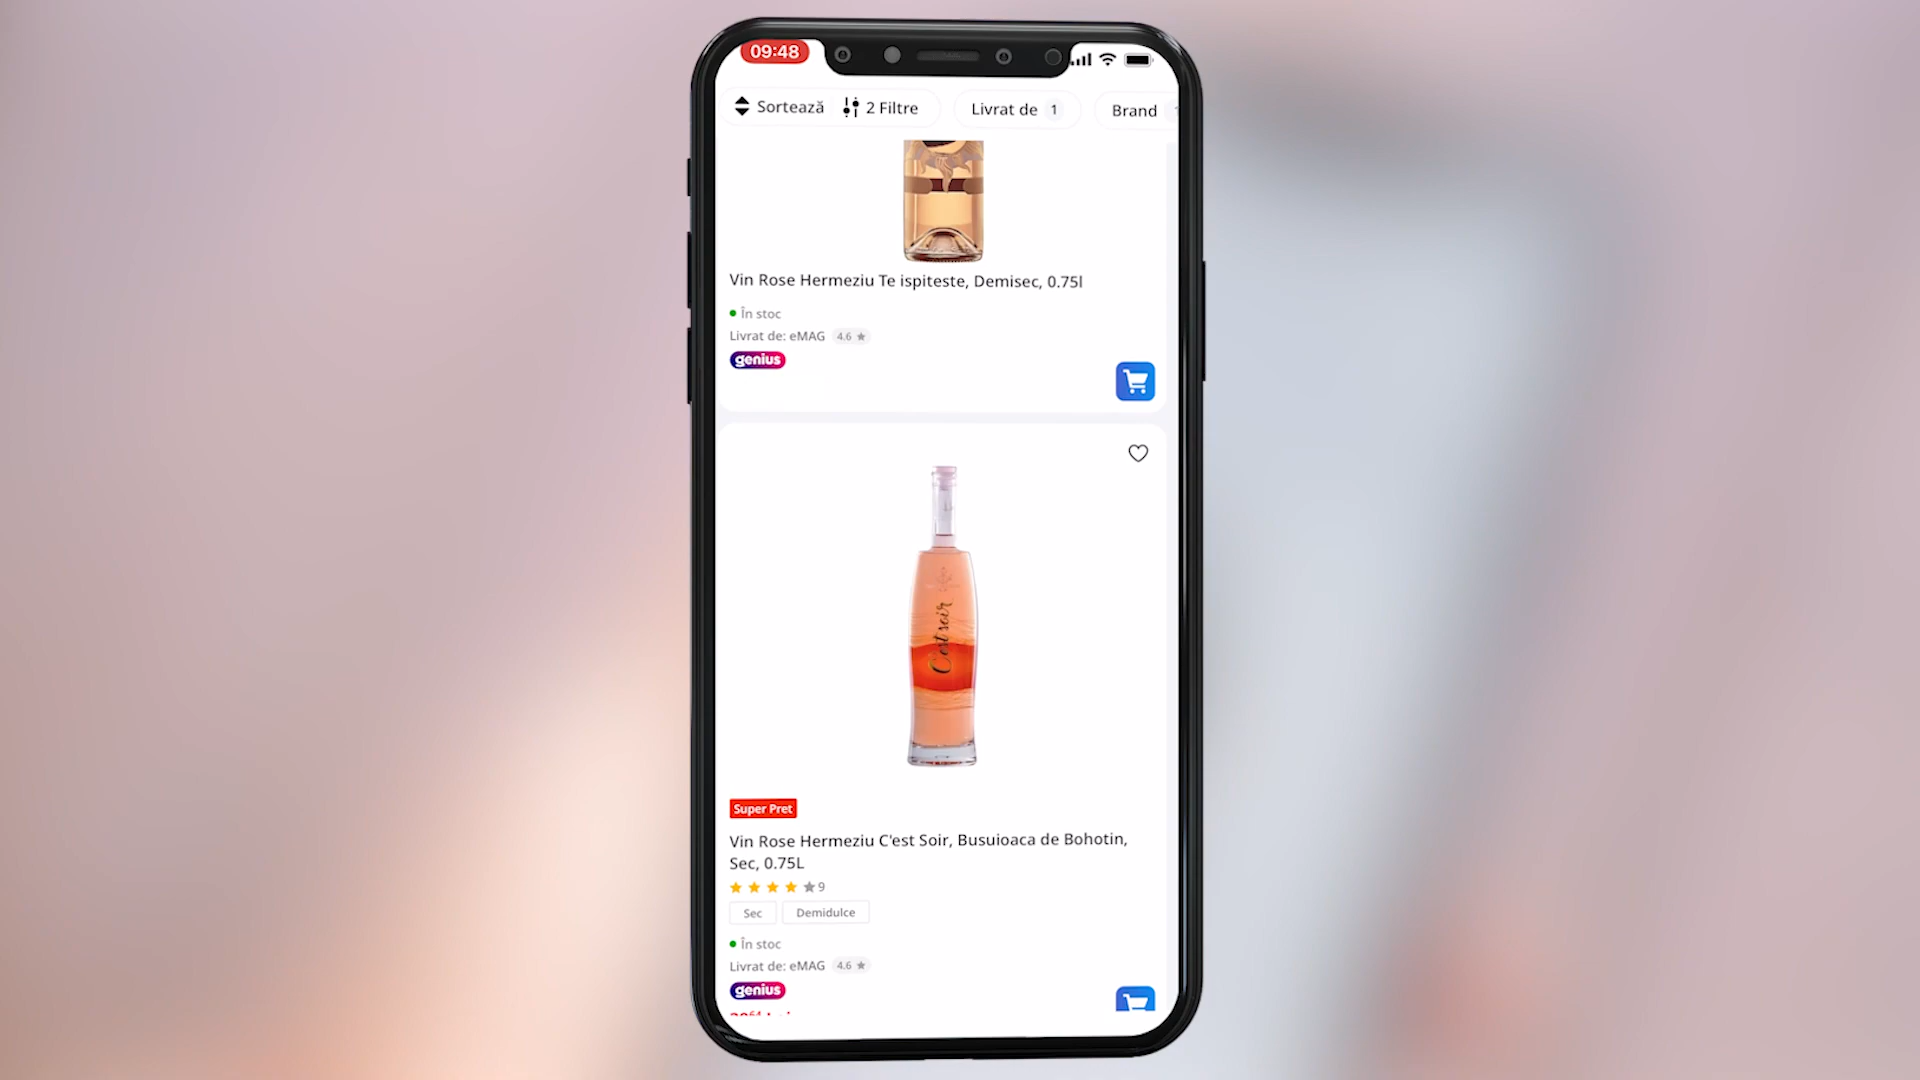 09:48
Sortează 2 Filtre Livrat de 1 Brand
Vin Rose Hermeziu Te ispiteste, Demisec, 0.75l
În stoc
Livrat de: eMAG 4.6
genius
C'est soir
Super Pret
Vin Rose Hermeziu C'est Soir, Busuioaca de Bohotin,
Sec, 0.75L
9
Sec Demidulce
În stoc
Livrat de: eMAG 4.6
genius